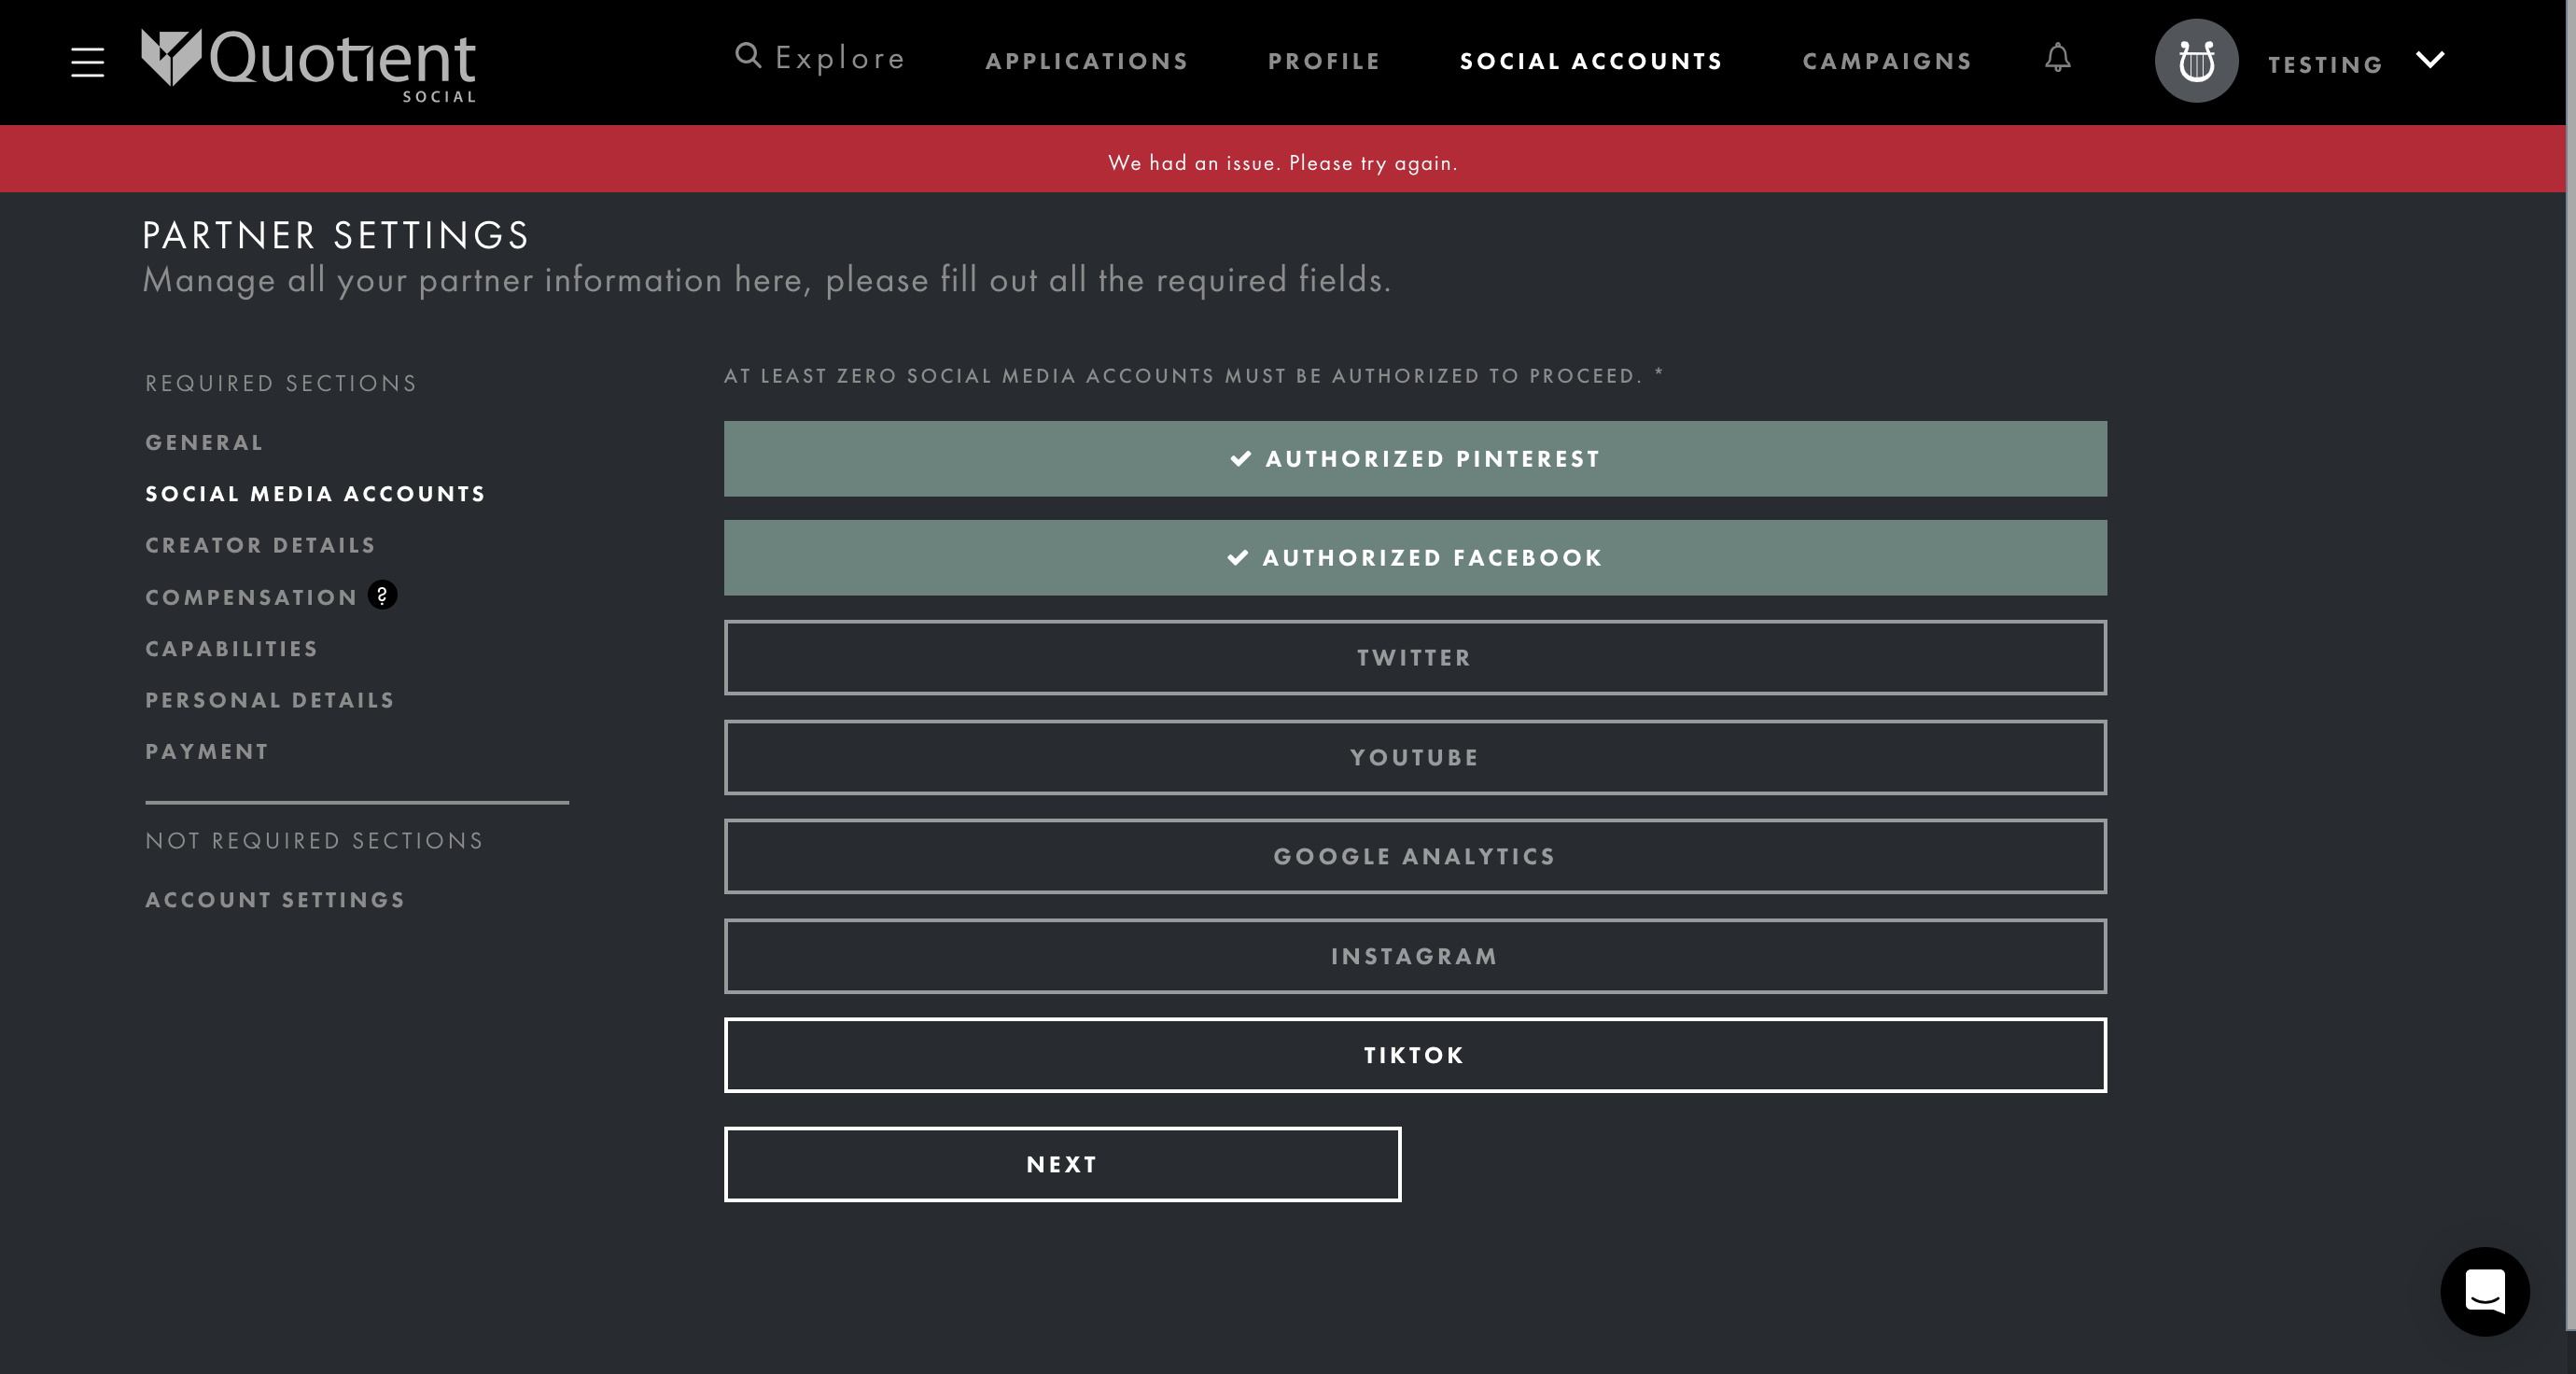 Quotient
SOCIAL
Explore
APPLICATIONS
PROFILE
SOCIAL ACCOUNTS
CAMPAIGNS
TESTING
We had an issue. Please try again.
PARTNER SETTINGS
Manage all your partner information here, please fill out all the required fields.
REQUIRED SECTIONS
GENERAL
SOCIAL MEDIA ACCOUNTS
CREATOR DETAILS
COMPENSATION ?
CAPABILITIES
PERSONAL DETAILS
PAYMENT
NOT REQUIRED SECTIONS
ACCOUNT SETTINGS
AT LEAST ZERO SOCIAL MEDIA ACCOUNTS MUST BE AUTHORIZED TO PROCEED. *
AUTHORIZED PINTEREST
AUTHORIZED FACEBOOK
TWITTER
YOUTUBE
GOOGLE ANALYTICS
INSTAGRAM
TIKTOK
NEXT